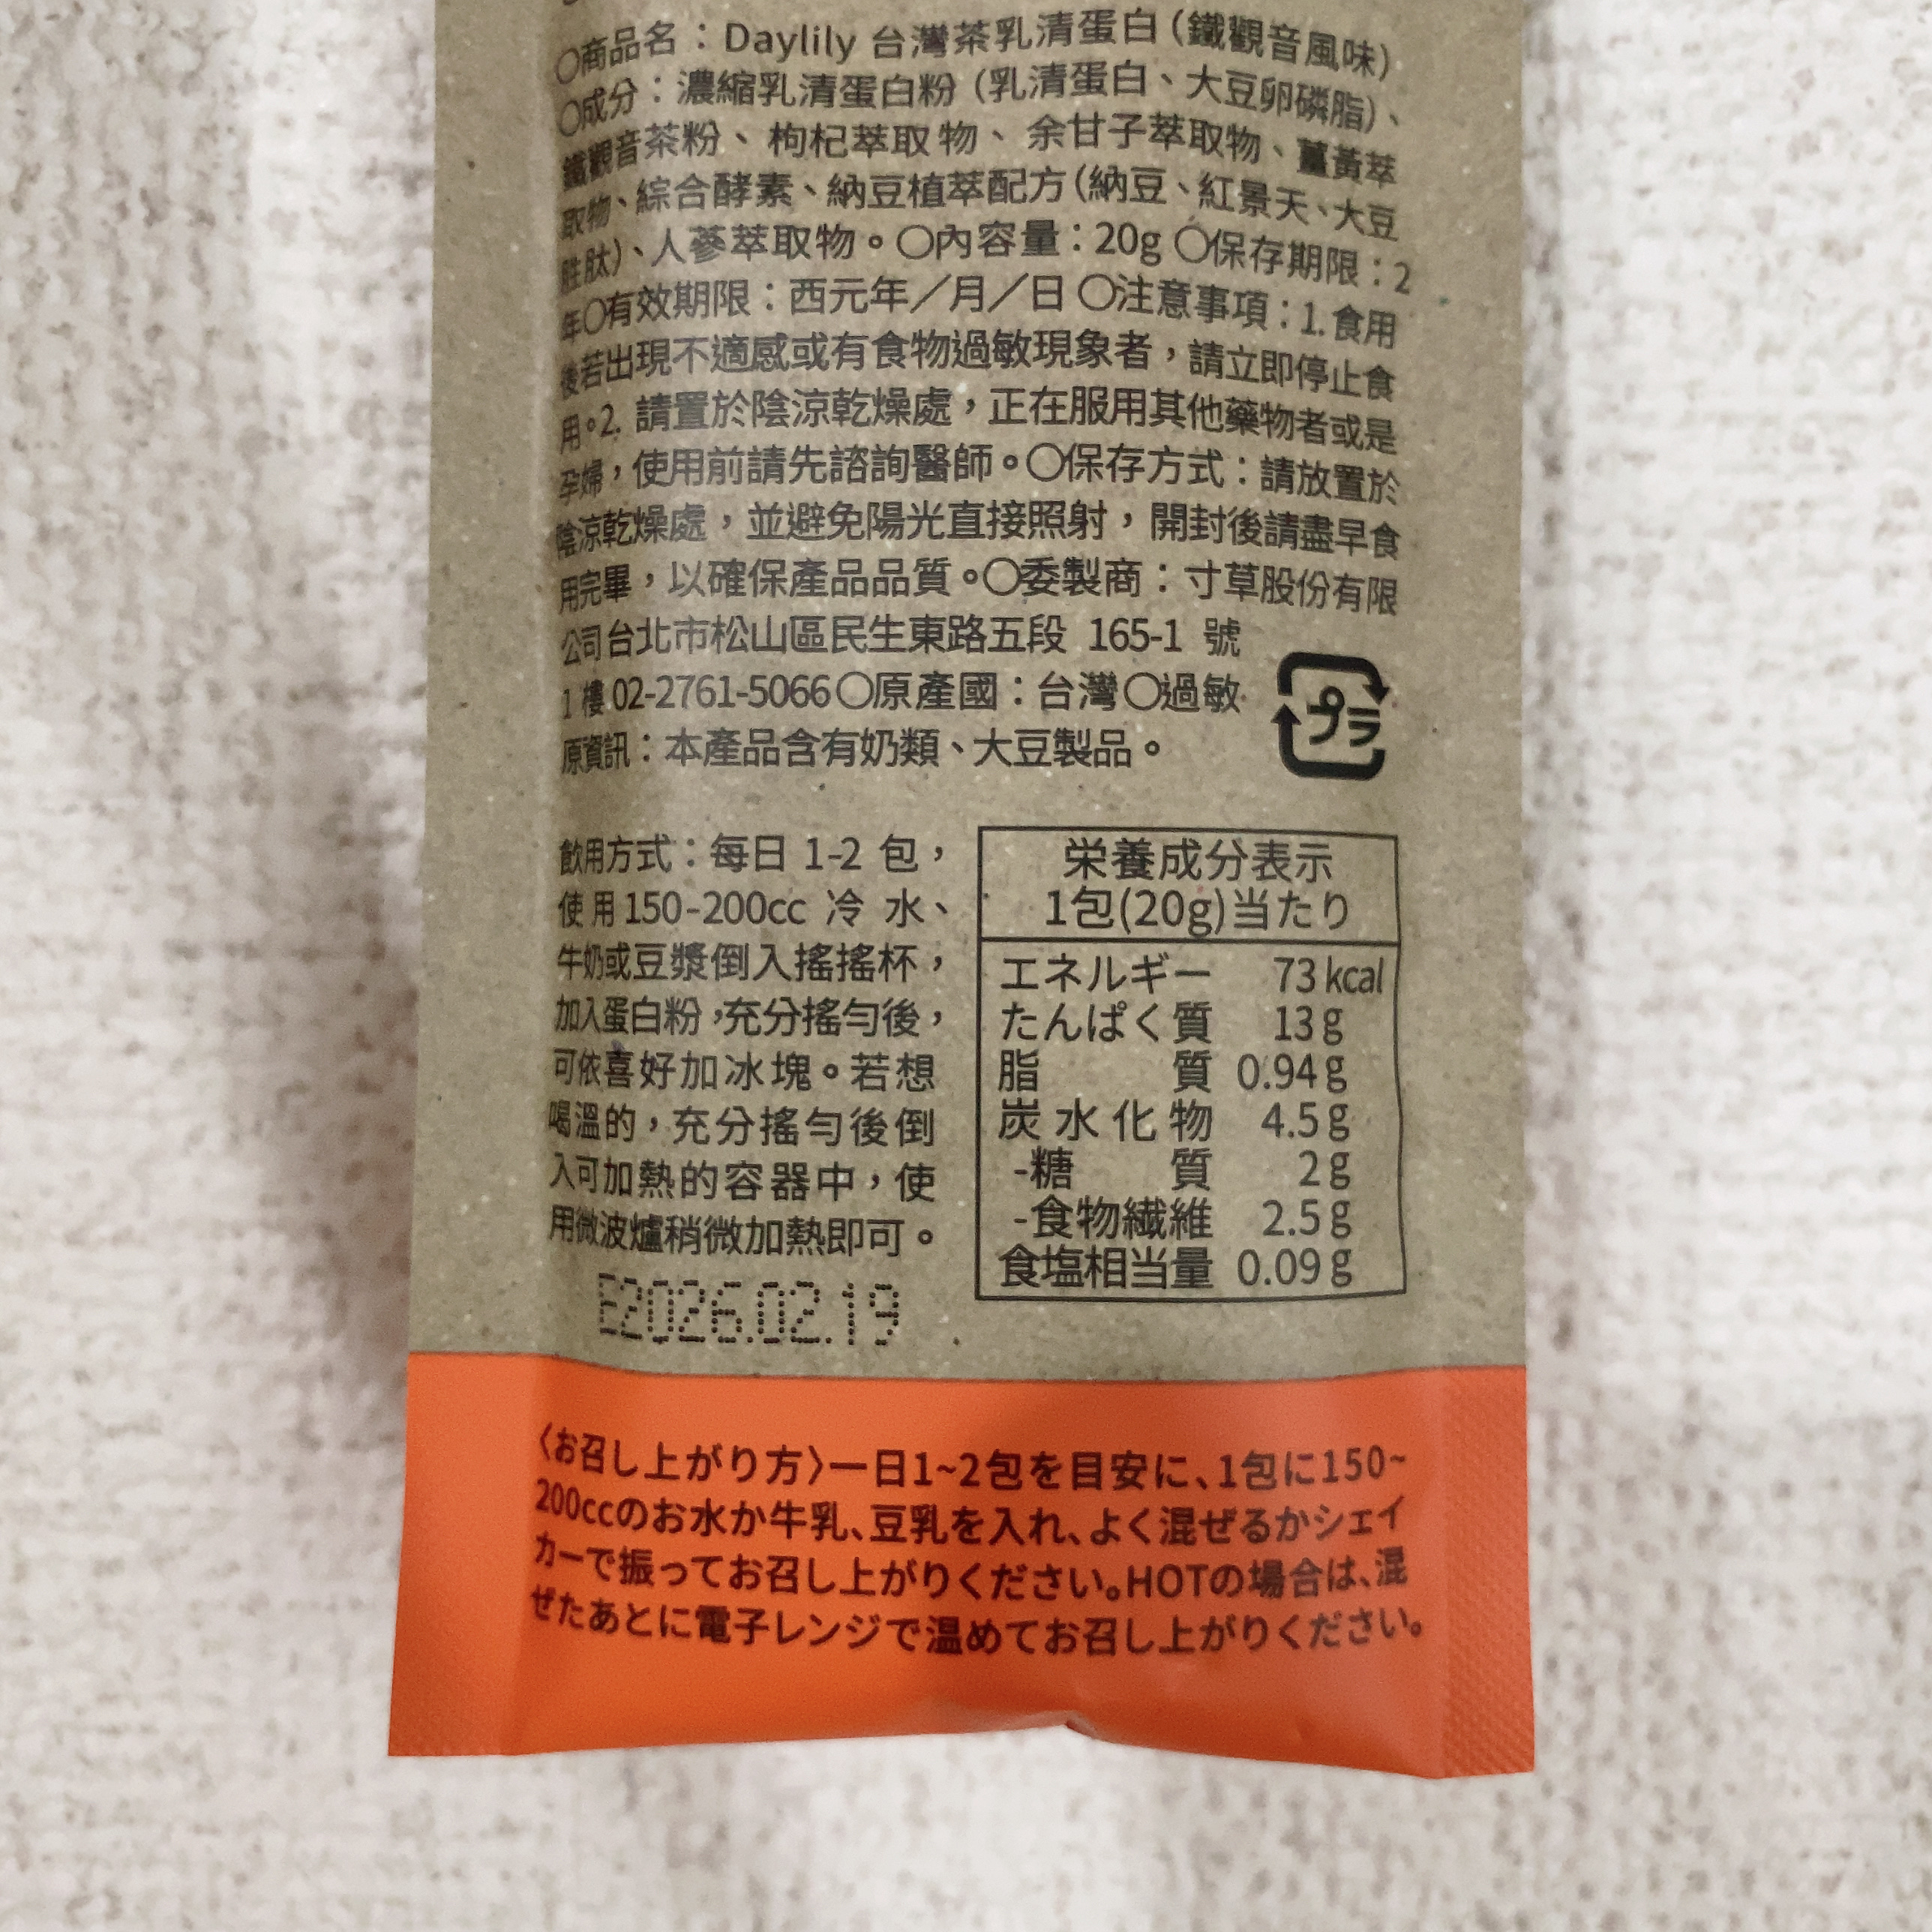 〇商品名：Daylily 台灣茶乳清蛋白（鐵觀音風味）
〇成分：濃縮乳清蛋白粉（乳清蛋白、大豆卵磷脂）、
鐵觀音茶粉、枸杞萃取物、余甘子萃取物、薑黃萃
取物、綜合酵素、納豆植萃配方（納豆、紅景天、大豆
胜肽）、人蔘萃取物。〇內容量：20g 〇保存期限：2
年〇有效期限：西元年／月／日 〇注意事項：1. 食用
後若出現不適感或有食物過敏現象者，請立即停止食
用。2. 請置於陰涼乾燥處，正在服用其他藥物者或是
孕婦，使用前請先諮詢醫師。〇保存方式：請放置於
陰涼乾燥處，並避免陽光直接照射，開封後請盡早食
用完畢，以確保產品品質。〇委製商：寸草股份有限
公司台北市松山區民生東路五段 165-1 號
1 樓 02-2761-5066〇原產國：台灣〇過敏
原資訊：本產品含有奶類、大豆製品。
プラ
飲用方式：每日 1-2 包，
使用 150-200cc 冷水、
牛奶或豆漿倒入搖搖杯，
加入蛋白粉，充分搖勻後，
可依喜好加冰塊。若想
喝溫的，充分搖勻後倒
入可加熱的容器中，使
用微波爐稍微加熱即可。
E2026.02.19
栄養成分表示
1包(20g)当たり
エネルギー 73kcal
たんぱく質 13g
脂質 0.94g
炭水化物 4.5g
-糖質 2g
-食物繊維 2.5g
食塩相当量 0.09g
〈お召し上がり方〉一日1~2包を目安に、1包に150~
200ccのお水か牛乳、豆乳を入れ、よく混ぜるかシェイ
カーで振ってお召し上がりください。HOTの場合は、混
ぜたあとに電子レンジで温めてお召し上がりください。